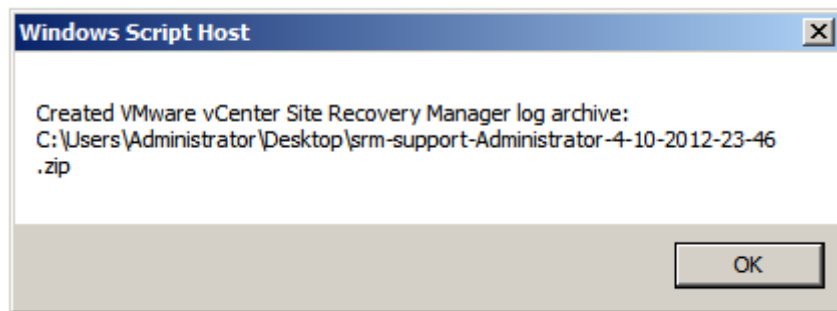 Windows Script Host
Created VMware vCenter Site Recovery Manager log archive:
C:\Users\Administrator\Desktop\srm-support-Administrator-4-10-2012-23-46
.zip
OK